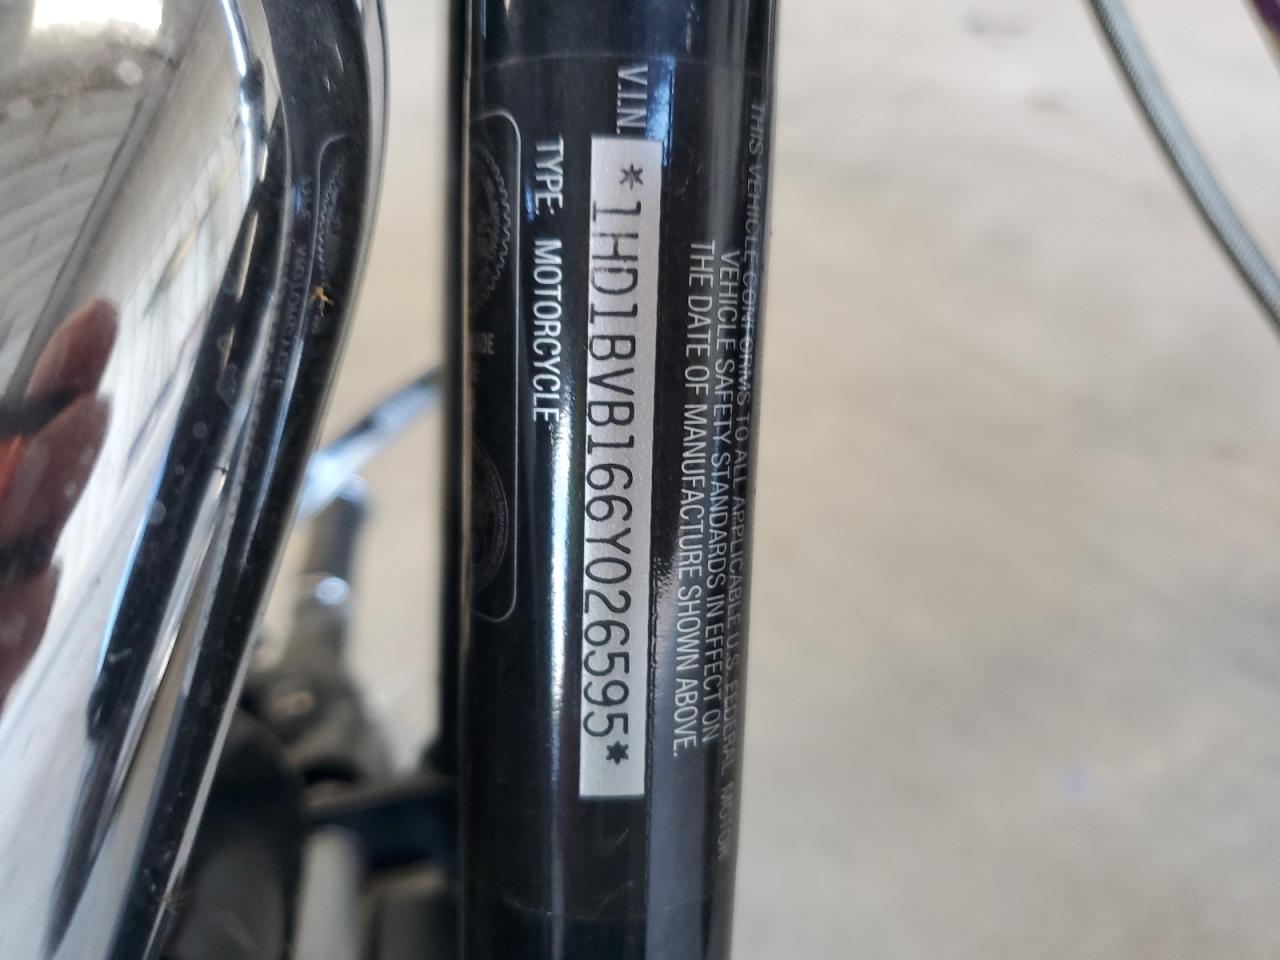 THIS VEHICLE CONFORMS TO ALL APPLICABLE U.S. FEDERAL MOTOR
VEHICLE SAFETY STANDARDS IN EFFECT ON
THE DATE OF MANUFACTURE SHOWN ABOVE.
V.I.N.
*1HD1BVB166Y026595*
TYPE: MOTORCYCLE